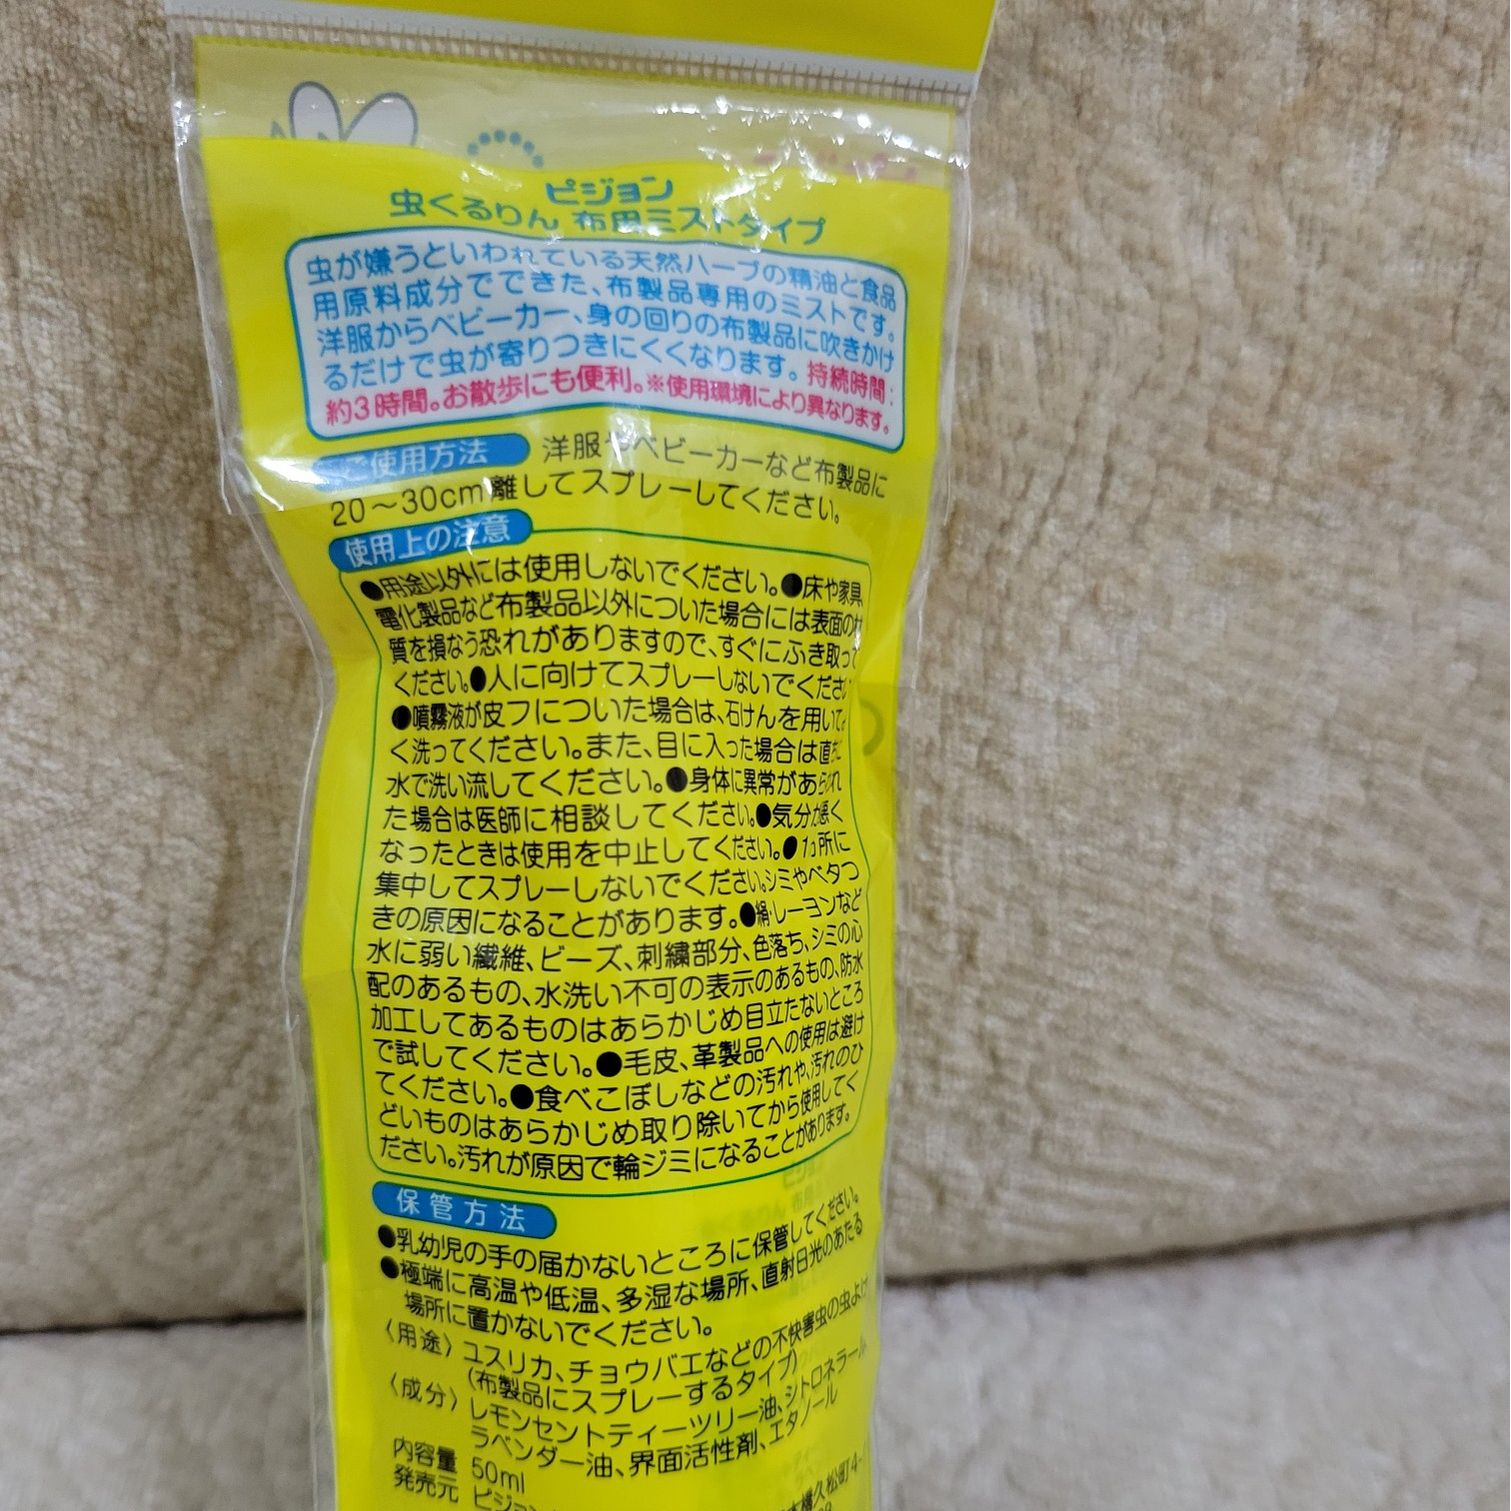 ピジョン
虫くるりん 布用ミストタイプ
虫が嫌うといわれている天然ハーブの精油と食品
用原料成分でできた、布製品専用のミストです。
洋服からベビーカー、身の回りの布製品に吹きかけ
るだけで虫が寄りつきにくくなります。持続時間:
約3時間。お散歩にも便利。※使用環境により異なります。
ご使用方法 洋服やベビーカーなど布製品に
20〜30cm離してスプレーしてください。
使用上の注意
●用途以外には使用しないでください。●床や家具、
電化製品など布製品以外についた場合には表面の材
質を損なう恐れがありますので、すぐにふき取って
ください。●人に向けてスプレーしないでくださ
●噴霧液が皮フについた場合は、石けんを用いてよ
く洗ってください。また、目に入った場合は直ちに
水で洗い流してください。●身体に異常があらわれ
た場合は医師に相談してください。●気分が悪く
なったときは使用を中止してください。●1ヵ所に
集中してスプレーしないでください。シミやベタつ
きの原因になることがあります。●絹・レーヨンなど
水に弱い繊維、ビーズ、刺繍部分、色落ち、シミの心
配のあるもの、水洗い不可の表示のあるもの、防水
加工してあるものはあらかじめ目立たないところ
で試してください。●毛皮、革製品への使用は避け
てください。●食べこぼしなどの汚れや、汚れのひ
どいものはあらかじめ取り除いてから使用してく
ださい。汚れが原因で輪ジミになることがあります。
保管方法
●乳幼児の手の届かないところに保管してください。
●極端に高温や低温、多湿な場所、直射日光のあたる
場所に置かないでください。
〈用途〉ユスリカ、チョウバエなどの不快害虫の虫よけ
(布製品にスプレーするタイプ)
〈成分〉レモンセントティーツリー油、シトロネラール、
ラベンダー油、界面活性剤、エタノール
内容量 50ml
発売元 ピジョン 本橋久松町4-